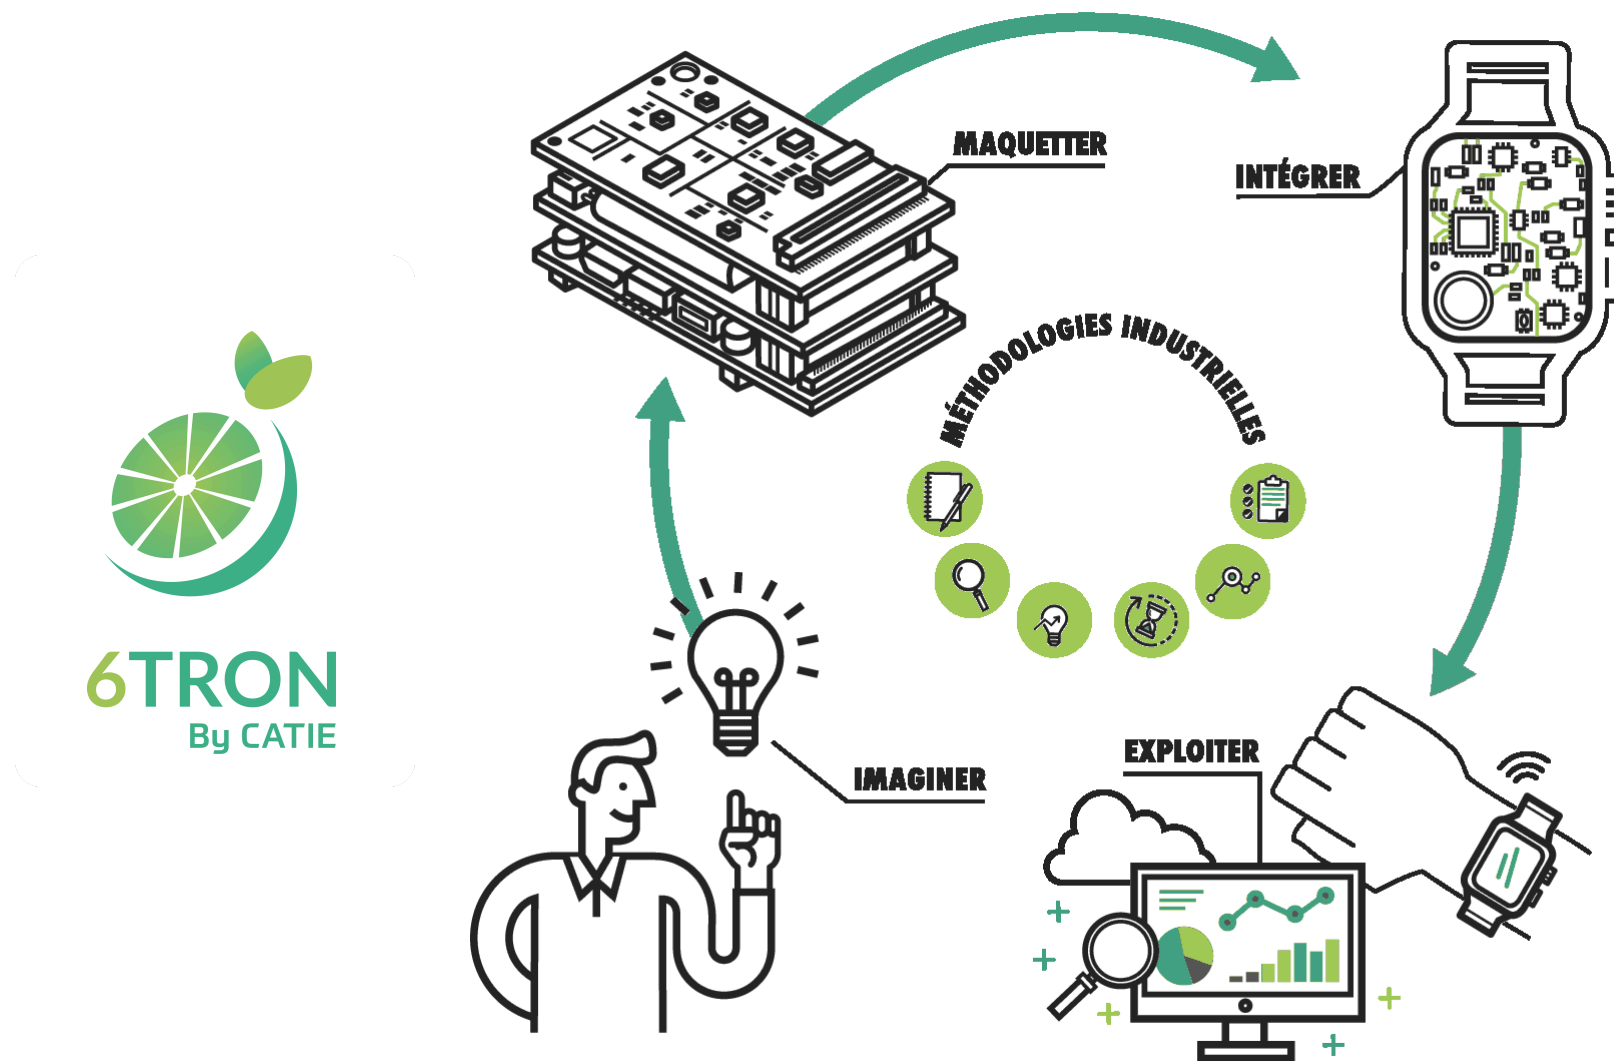 MAQUETTER
INTÉGRER
MÉTHODOLOGIES INDUSTRIELLES
6TRON
By CATIE
IMAGINER
EXPLOITER